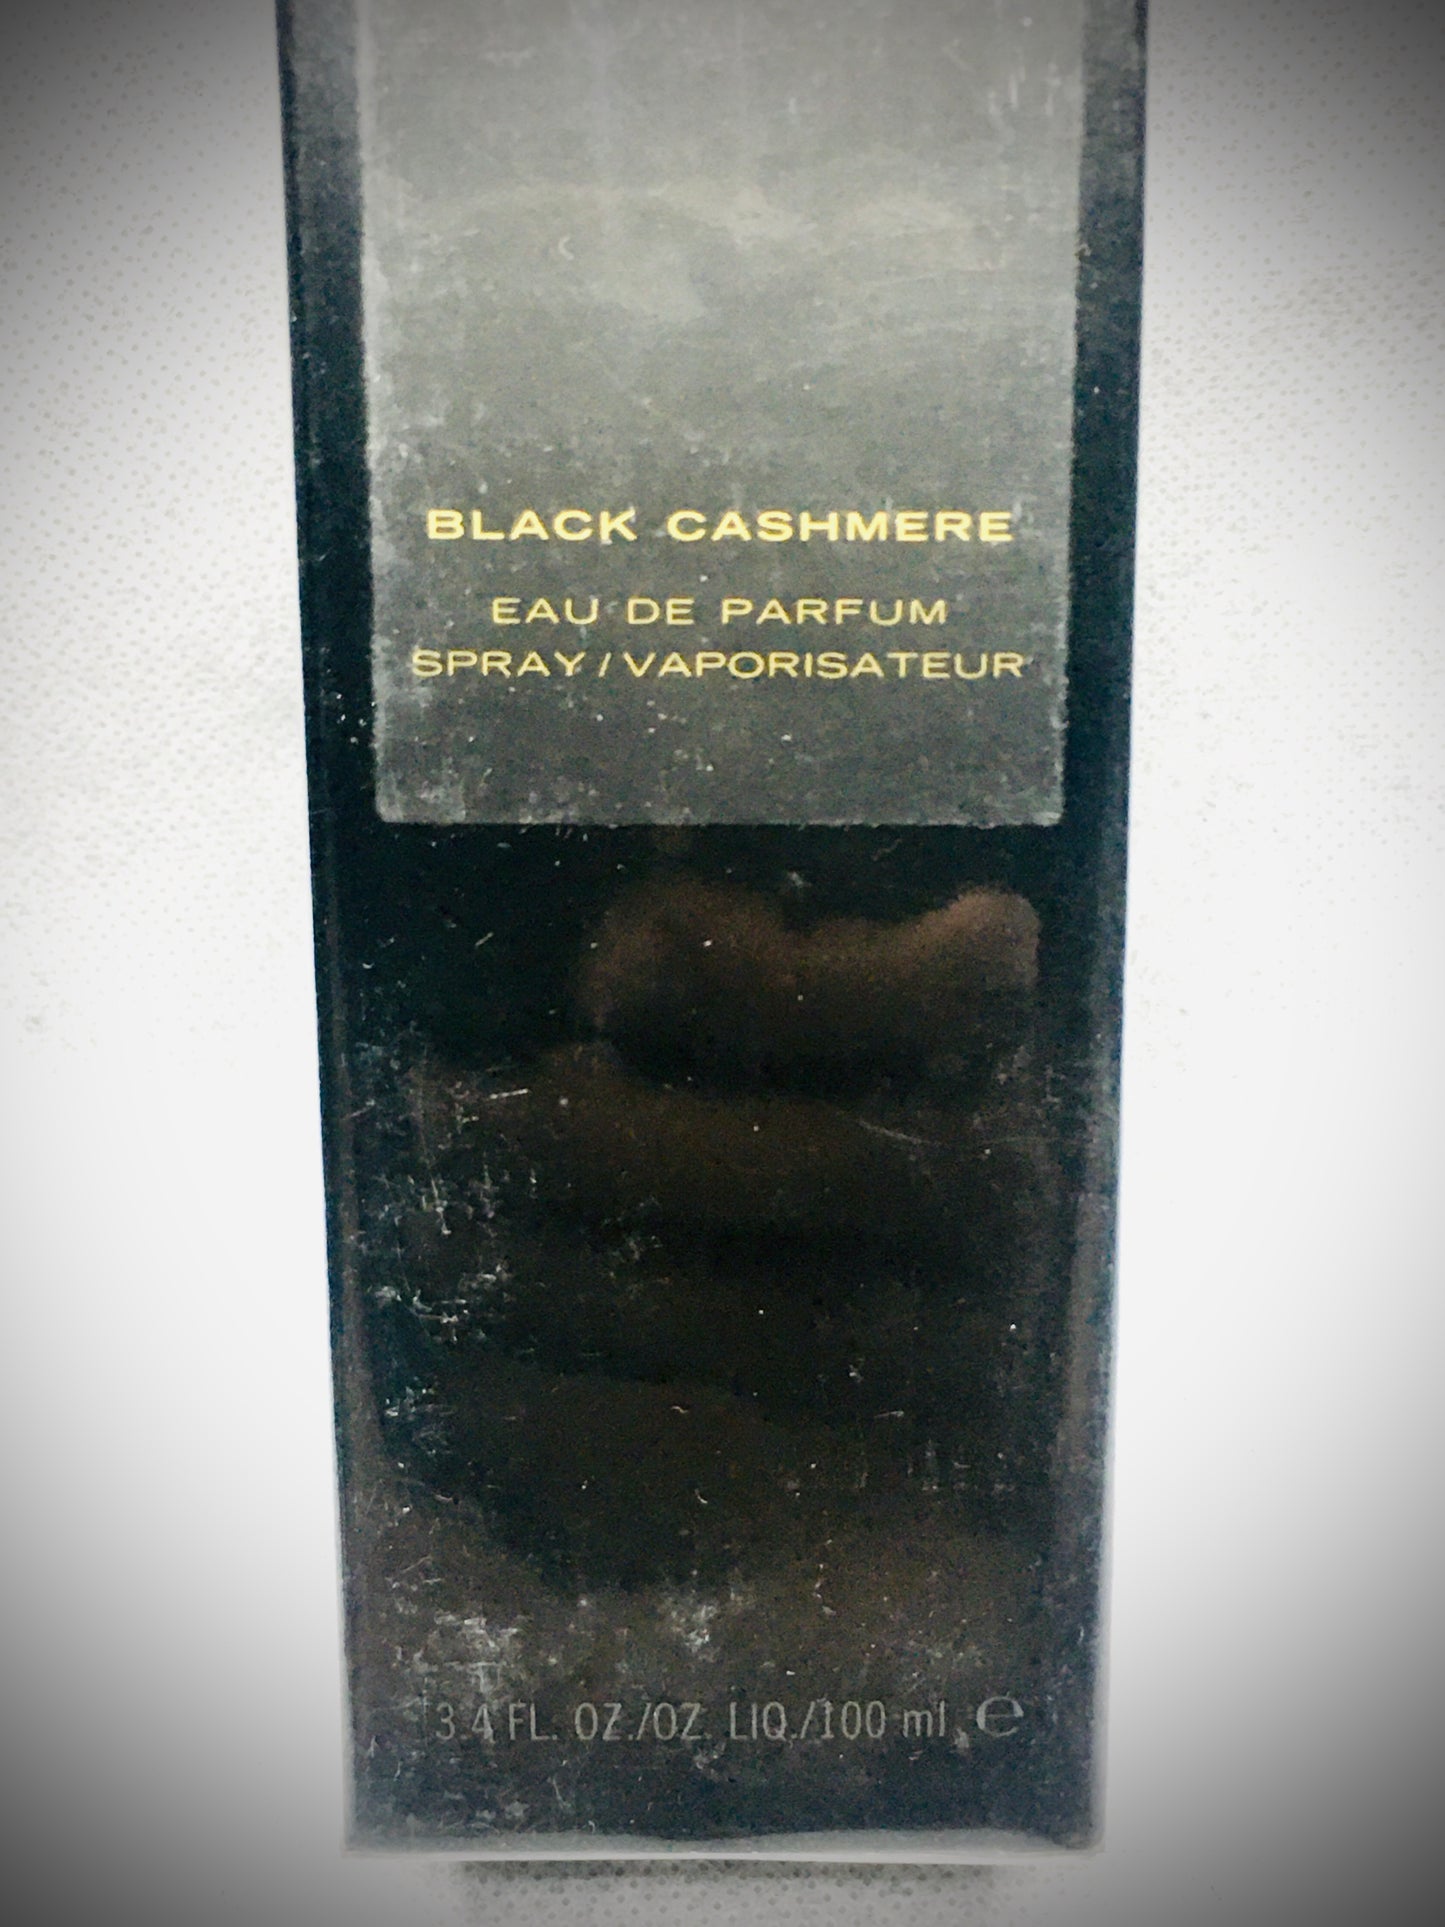 BLACK CASHMERE
EAU DE PARFUM
SPRAY/VAPORISATEUR
3.4 FL. OZ./OZ. LIQ./100 ml ℮